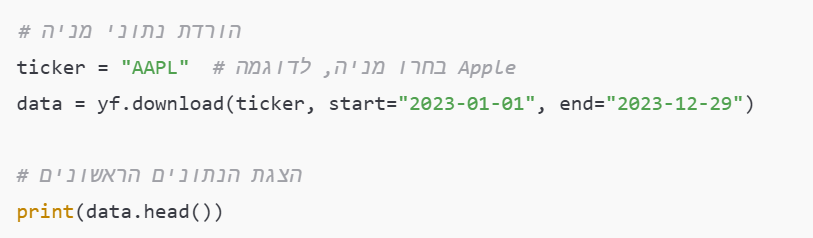 # הורדת נתוני מניה
ticker = "AAPL"  # בחרו מניה, לדוגמה Apple
data = yf.download(ticker, start="2023-01-01", end="2023-12-29")
# הצגת הנתונים הראשונים
print(data.head())